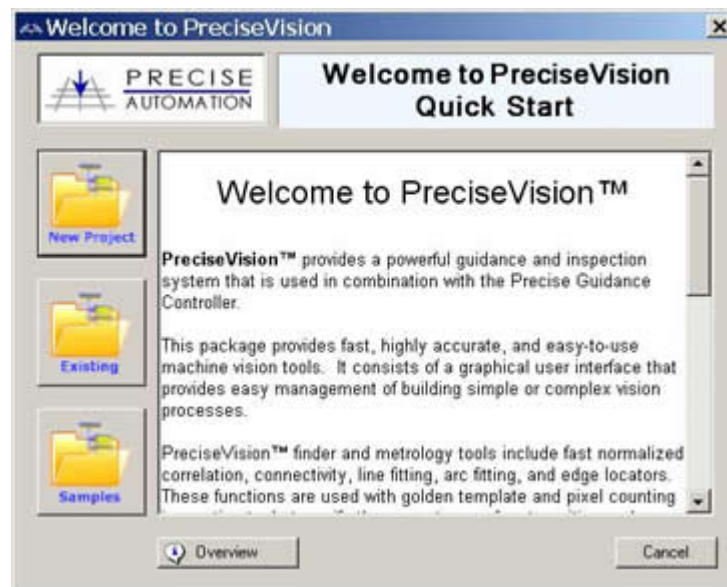 Welcome to PreciseVision
PRECISE
AUTOMATION
Welcome to PreciseVision
Quick Start
New Project
Existing
Samples
Welcome to PreciseVision™
PreciseVision™ provides a powerful guidance and inspection
system that is used in combination with the Precise Guidance
Controller.
This package provides fast, highly accurate, and easy-to-use
machine vision tools. It consists of a graphical user interface that
provides easy management of building simple or complex vision
processes.
PreciseVision™ finder and metrology tools include fast normalized
correlation, connectivity, line fitting, arc fitting, and edge locators.
These functions are used with golden template and pixel counting
Overview
Cancel